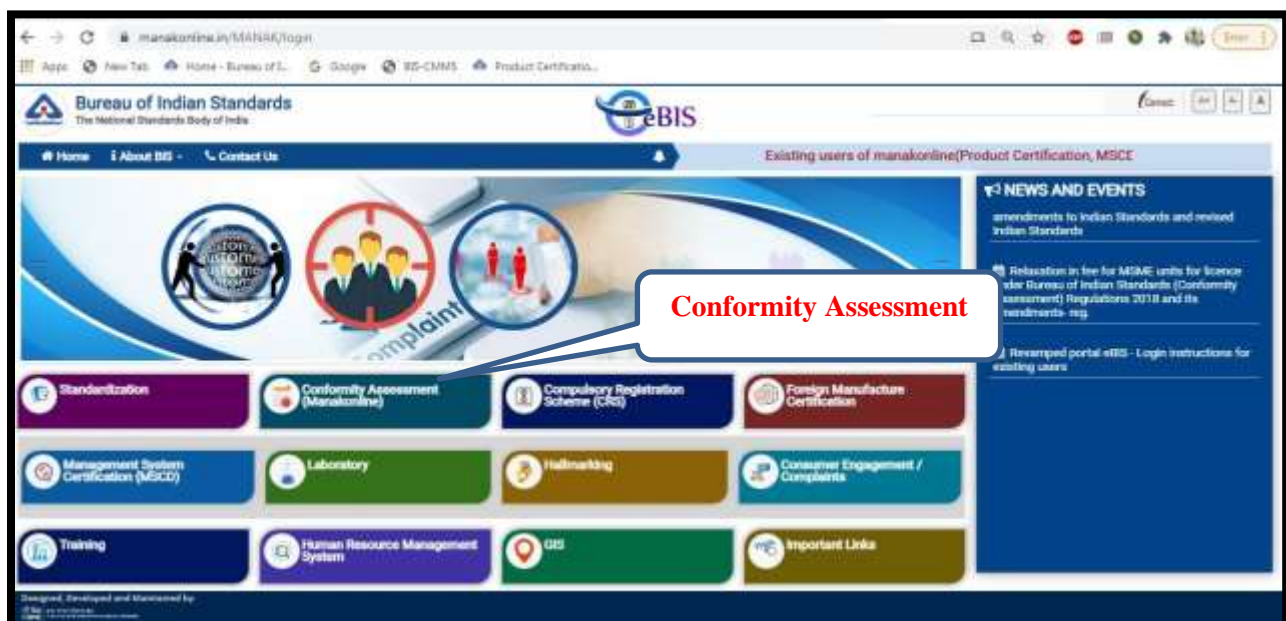 manakonline.in/MANAK/login
Error
Apps New Tab Home - Bureau of I... Google BIS-CMMS Product Certificatio...
Bureau of Indian Standards
The National Standards Body of India
eBIS
A+ A- A
Home About BIS - Contact Us
Existing users of manakonline(Product Certification, MSCD
NEWS AND EVENTS
amendments to Indian Standards and revised
Indian Standards
Relaxation in fee for MSME units for licence
under Bureau of Indian Standards (Conformity
Assessment) Regulations 2018 and its
amendments- reg.
Revamped portal eBIS - Login instructions for
existing users
Complaint
Conformity Assessment
Standardization
Conformity Assessment
(Manakonline)
Compulsory Registration
Scheme (CRS)
Foreign Manufacture
Certification
Management System
Certification (MSCD)
Laboratory
Hallmarking
Consumer Engagement /
Complaints
Training
Human Resource Management
System
GIS
Important Links
Designed, Developed and Maintained by